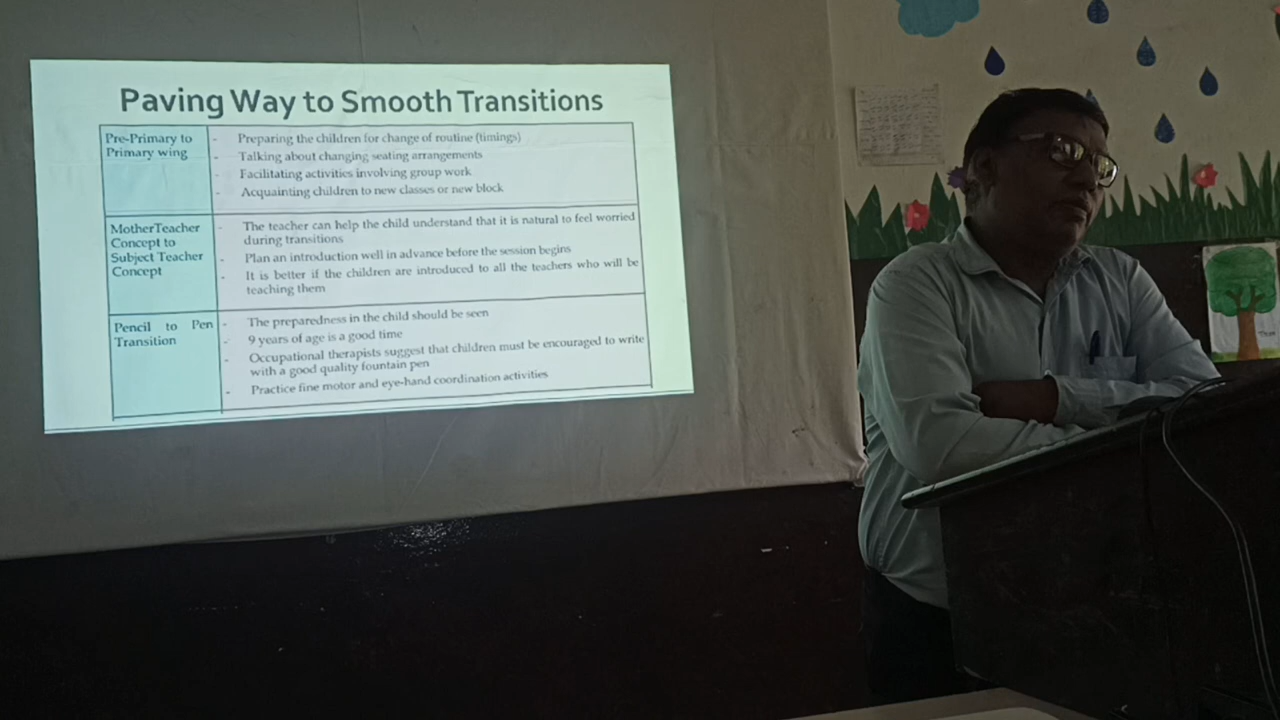 Paving Way to Smooth Transitions
Pre-Primary to
Primary wing
- Preparing the children for change of routine (timings)
- Talking about changing seating arrangements
- Facilitating activities involving group work
- Acquainting children to new classes or new block
MotherTeacher
Concept to
Subject Teacher
Concept
- The teacher can help the child understand that it is natural to feel worried
during transitions
- Plan an introduction well in advance before the session begins
- It is better if the children are introduced to all the teachers who will be
teaching them
Pencil to Pen
Transition
- The preparedness in the child should be seen
- 9 years of age is a good time
- Occupational therapists suggest that children must be encouraged to write
with a good quality fountain pen
- Practice fine motor and eye-hand coordination activities